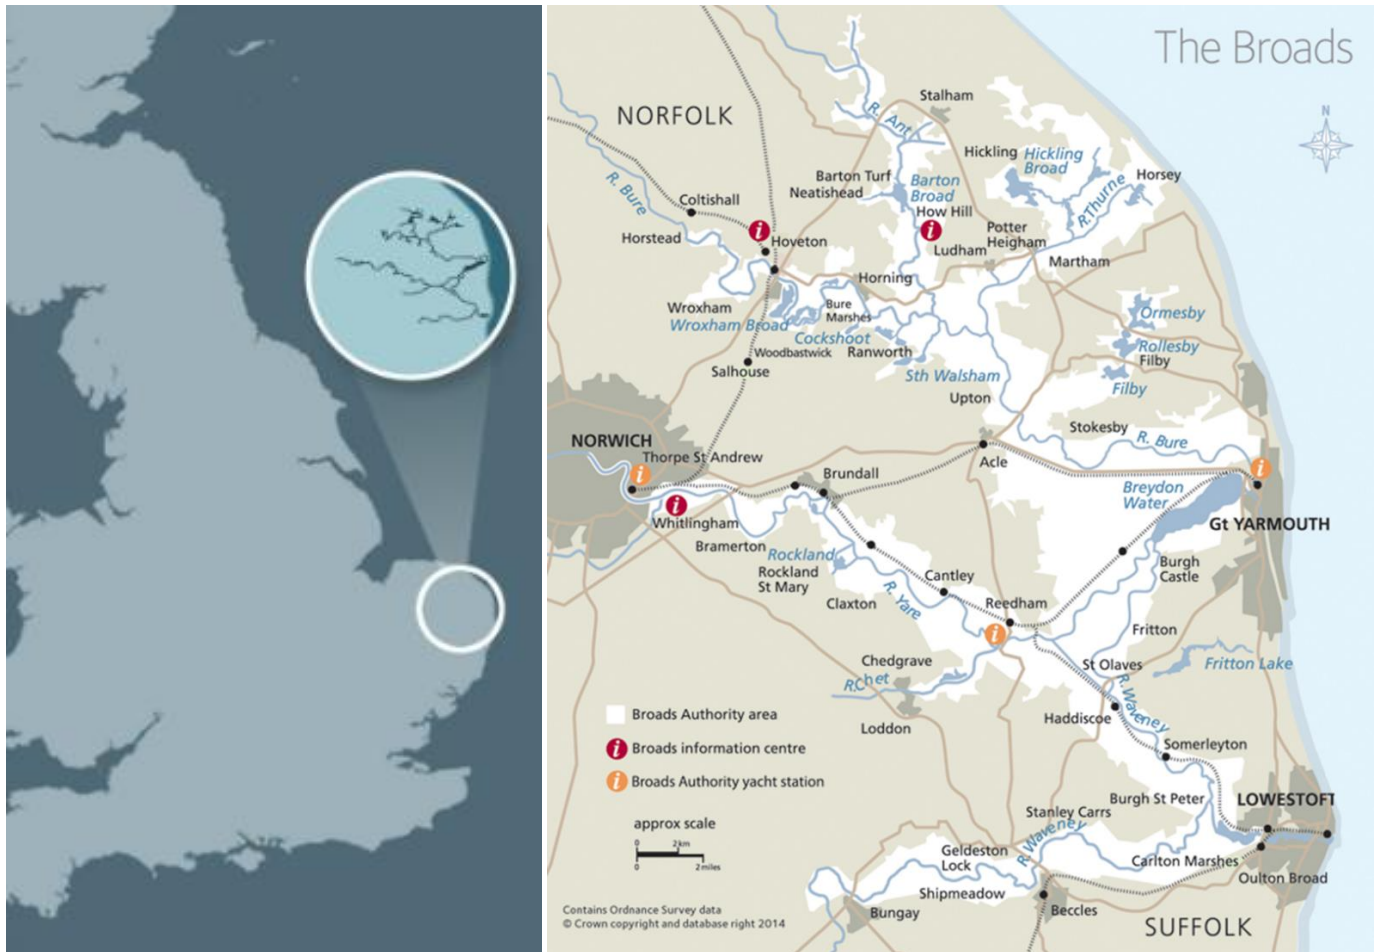 The Broads
N
NORFOLK
Stalham
R. Ant
Hickling
Hickling
Broad
Horsey
R.Thurne
Barton Turf
Neatishead
Barton
Broad
How Hill
R. Bure
Coltishall
Horstead
Hoveton
Ludham
Potter
Heigham
Martham
Horning
Wroxham
Wroxham Broad
Bure
Marshes
Cockshoot
Ranworth
Woodbastwick
Salhouse
Sth Walsham
Ormesby
Rollesby
Filby
Filby
Upton
Stokesby
R. Bure
NORWICH
Thorpe St Andrew
Acle
Brundall
Breydon
Water
Gt YARMOUTH
Whitlingham
Bramerton
Rockland
Rockland
St Mary
Claxton
R. Yare
Cantley
Reedham
Burgh
Castle
Fritton
Fritton Lake
St Olaves
R. Waveney
Chedgrave
R.Chet
Loddon
Haddiscoe
Somerleyton
Burgh St Peter
LOWESTOFT
Stanley Carrs
R. Waveney
Geldeston
Lock
Shipmeadow
Carlton Marshes
Oulton Broad
Bungay
Beccles
SUFFOLK
i Broads Authority area
i Broads information centre
i Broads Authority yacht station
approx scale
0 2km
0 2miles
Contains Ordnance Survey data
© Crown copyright and database right 2014